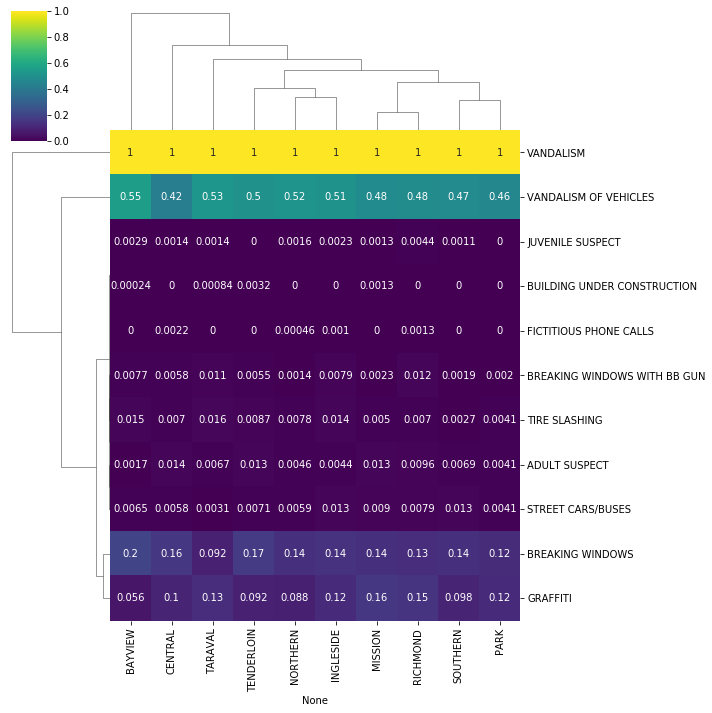 1.0
0.8
0.6
0.4
0.2
0.0
1 1 1 1 1 1 1 1 1 1 VANDALISM
0.55 0.42 0.53 0.5 0.52 0.51 0.48 0.48 0.47 0.46 VANDALISM OF VEHICLES
0.0029 0.0014 0.0014 0 0.0016 0.0023 0.0013 0.0044 0.0011 0 JUVENILE SUSPECT
0.00024 0 0.00084 0.0032 0 0 0.0013 0 0 0 BUILDING UNDER CONSTRUCTION
0 0.0022 0 0 0.00046 0.001 0 0.0013 0 0 FICTITIOUS PHONE CALLS
0.0077 0.0058 0.011 0.0055 0.0014 0.0079 0.0023 0.012 0.0019 0.002 BREAKING WINDOWS WITH BB GUN
0.015 0.007 0.016 0.0087 0.0078 0.014 0.005 0.007 0.0027 0.0041 TIRE SLASHING
0.0017 0.014 0.0067 0.013 0.0046 0.0044 0.013 0.0096 0.0069 0.0041 ADULT SUSPECT
0.0065 0.0058 0.0031 0.0071 0.0059 0.013 0.009 0.0079 0.013 0.0041 STREET CARS/BUSES
0.2 0.16 0.092 0.17 0.14 0.14 0.14 0.13 0.14 0.12 BREAKING WINDOWS
0.056 0.1 0.13 0.092 0.088 0.12 0.16 0.15 0.098 0.12 GRAFFITI
BAYVIEW
CENTRAL
TARAVAL
TENDERLOIN
NORTHERN
INGLESIDE
MISSION
RICHMOND
SOUTHERN
PARK
None